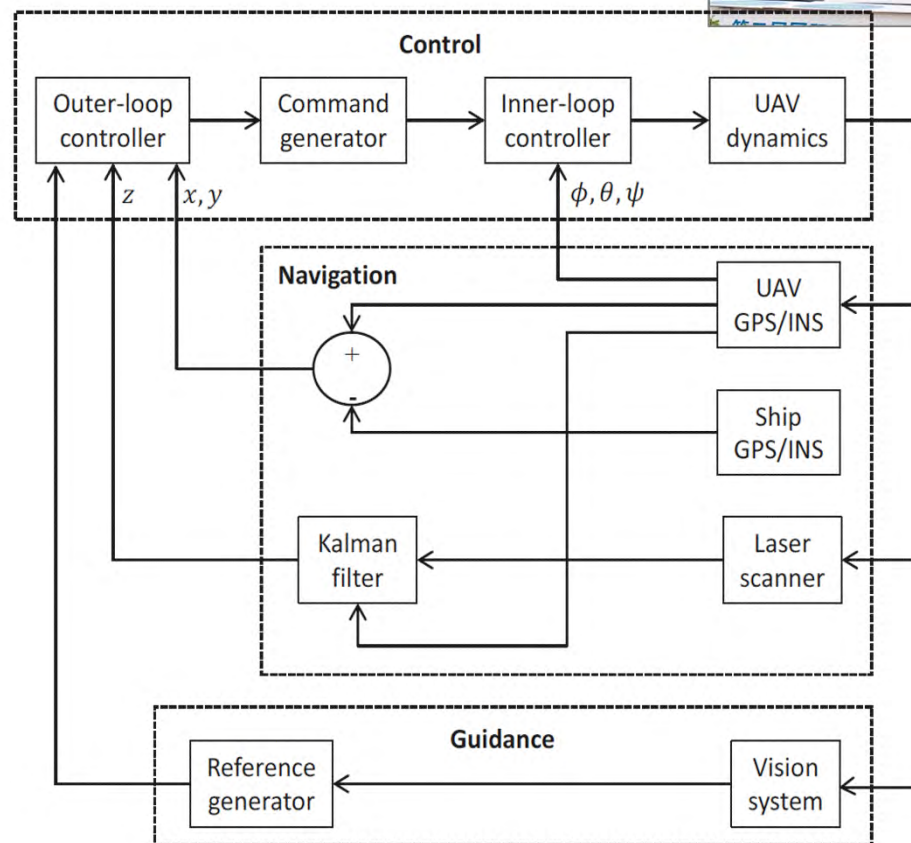 Control
Outer-loop
controller
Command
generator
Inner-loop
controller
UAV
dynamics
z
x, y
ϕ, θ, ψ
Navigation
UAV
GPS/INS
+
-
Ship
GPS/INS
Kalman
filter
Laser
scanner
Guidance
Reference
generator
Vision
system